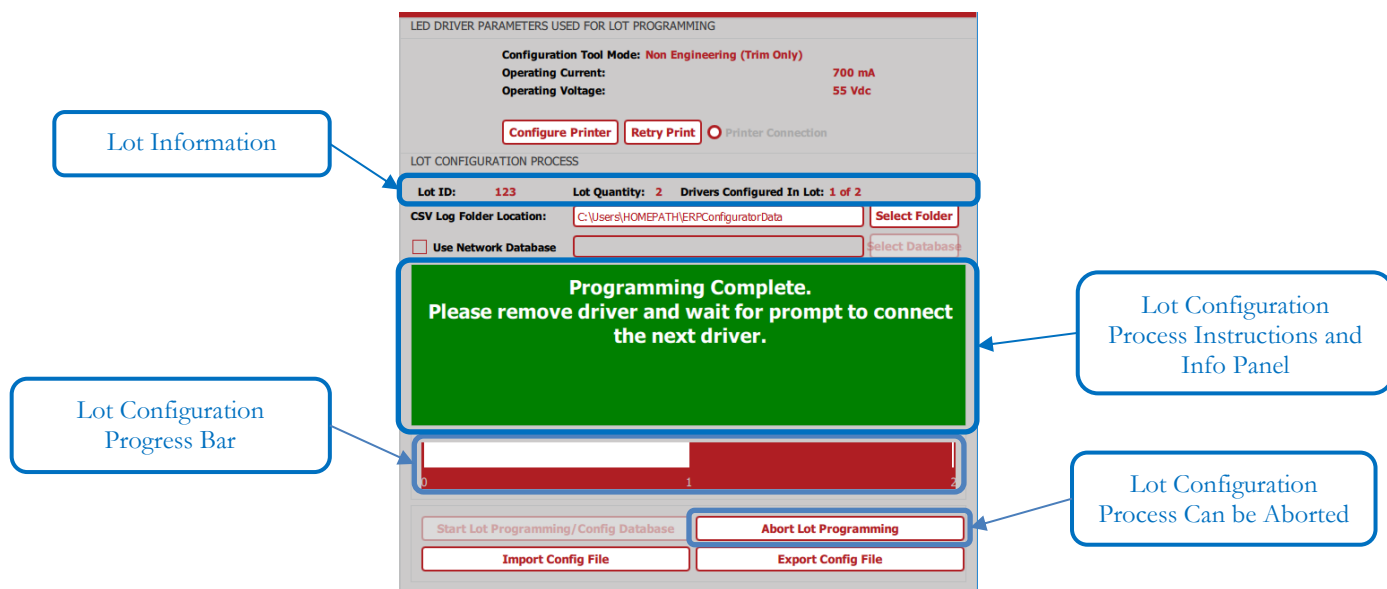 LED DRIVER PARAMETERS USED FOR LOT PROGRAMMING
Configuration Tool Mode: Non Engineering (Trim Only)
Operating Current: 700 mA
Operating Voltage: 55 Vdc
Configure Printer Retry Print Printer Connection
Lot Information
LOT CONFIGURATION PROCESS
Lot ID: 123 Lot Quantity: 2 Drivers Configured In Lot: 1 of 2
CSV Log Folder Location: C:\Users\HOMEPATH\ERPConfiguratorData Select Folder
Use Network Database Select Database
Programming Complete.
Please remove driver and wait for prompt to connect
the next driver.
Lot Configuration
Process Instructions and
Info Panel
Lot Configuration
Progress Bar
0 1 2
Lot Configuration
Process Can be Aborted
Start Lot Programming/Config Database Abort Lot Programming
Import Config File Export Config File